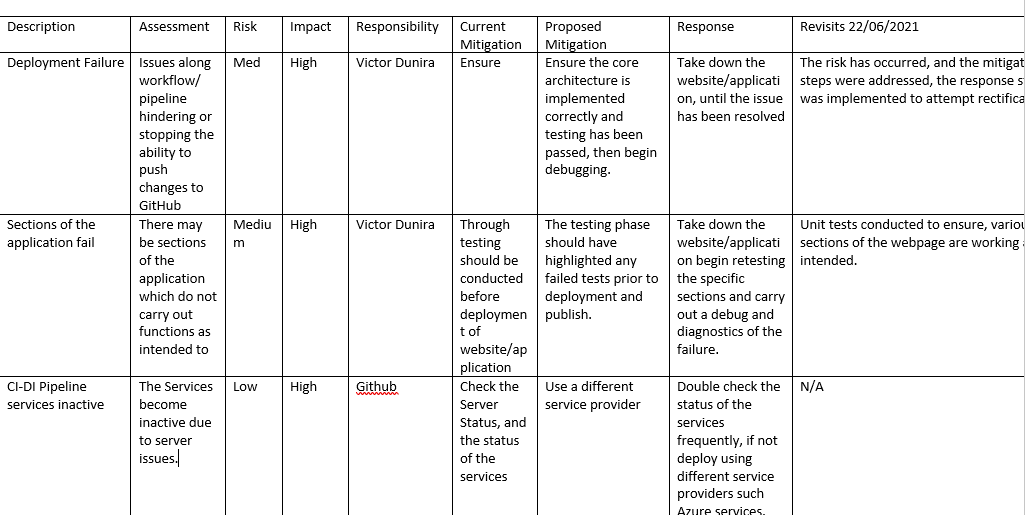 Description
Assessment
Risk
Impact
Responsibility
Current
Mitigation
Proposed
Mitigation
Response
Revisits 22/06/2021
Deployment Failure
Issues along
workflow/
pipeline
hindering or
stopping the
ability to
push
changes to
GitHub
Med
High
Victor Dunira
Ensure
Ensure the core
architecture is
implemented
correctly and
testing has been
passed, then begin
debugging.
Take down the
website/applicati
on, until the issue
has been resolved
The risk has occurred, and the mitigat
steps were addressed, the response s
was implemented to attempt rectifica
Sections of the
application fail
There may
be sections
of the
application
which do not
carry out
functions as
intended to
Mediu
m
High
Victor Dunira
Through
testing
should be
conducted
before
deploymen
t of
website/ap
plication
The testing phase
should have
highlighted any
failed tests prior to
deployment and
publish.
Take down the
website/applicati
on begin retesting
the specific
sections and carry
out a debug and
diagnostics of the
failure.
Unit tests conducted to ensure, variou
sections of the webpage are working
intended.
CI-DI Pipeline
services inactive
The Services
become
inactive due
to server
issues.
Low
High
Github
Check the
Server
Status, and
the status
of the
services
Use a different
service provider
Double check the
status of the
services
frequently, if not
deploy using
different service
providers such
Azure services.
N/A